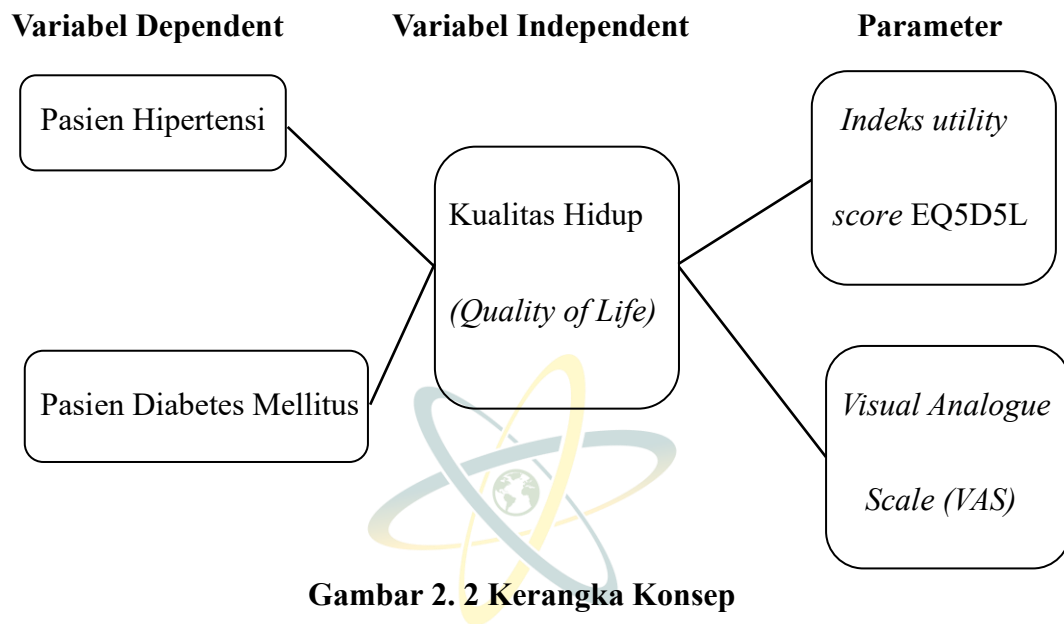 Variabel Dependent
Variabel Independent
Parameter
Pasien Hipertensi
Pasien Diabetes Mellitus
Kualitas Hidup
(Quality of Life)
Indeks utility
score EQ5D5L
Visual Analogue
Scale (VAS)
Gambar 2. 2 Kerangka Konsep